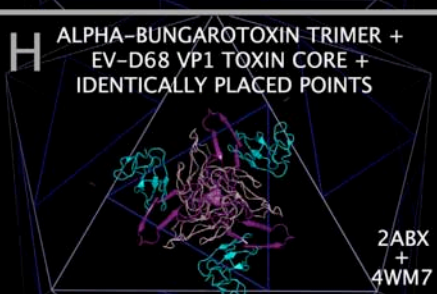 H
ALPHA-BUNGAROTOXIN TRIMER +
EV-D68 VP1 TOXIN CORE +
IDENTICALLY PLACED POINTS
2ABX
+
4WM7